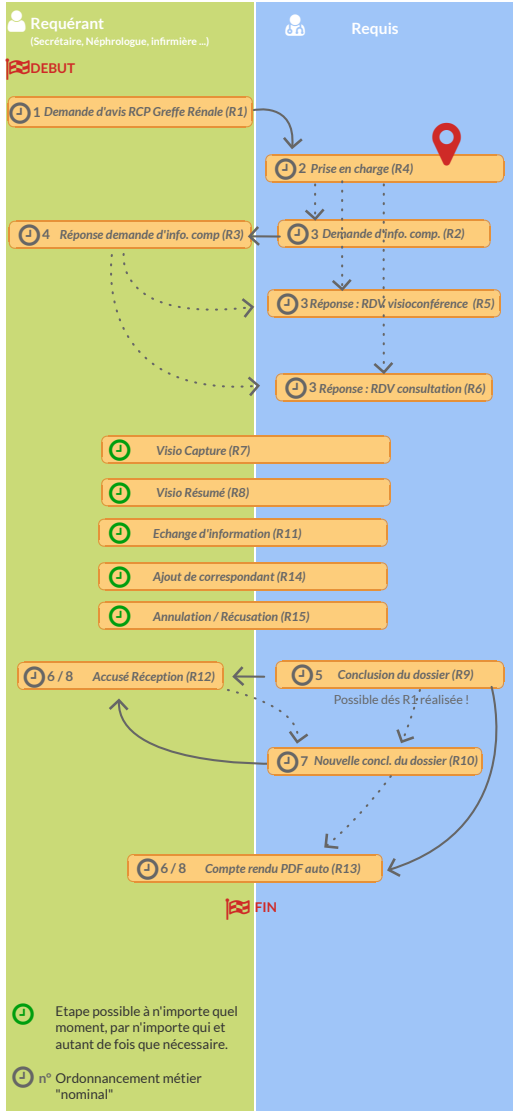 Requérant
(Secrétaire, Néphrologue, infirmière ...)
Requis
DEBUT
1 Demande d'avis RCP Greffe Rénale (R1)
2 Prise en charge (R4)
4 Réponse demande d'info. comp (R3)
3 Demande d'info. comp. (R2)
3 Réponse : RDV visioconférence (R5)
3 Réponse : RDV consultation (R6)
Visio Capture (R7)
Visio Résumé (R8)
Echange d'information (R11)
Ajout de correspondant (R14)
Annulation / Récusation (R15)
6 / 8 Accusé Réception (R12)
5 Conclusion du dossier (R9)
Possible dés R1 réalisée !
7 Nouvelle concl. du dossier (R10)
6 / 8 Compte rendu PDF auto (R13)
FIN
Etape possible à n'importe quel
moment, par n'importe qui et
autant de fois que nécessaire.
n° Ordonnancement métier
"nominal"